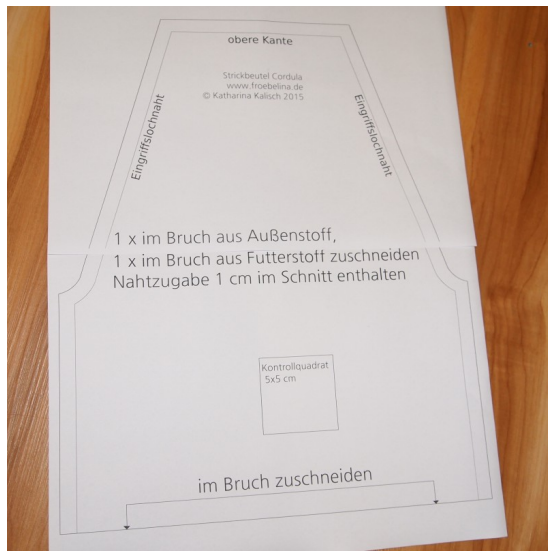 obere Kante
Strickbeutel Cordula
www.froebelina.de
© Katharina Kalisch 2015
Eingriffslochnaht
Eingriffslochnaht
1 x im Bruch aus Außenstoff,
1 x im Bruch aus Futterstoff zuschneiden
Nahtzugabe 1 cm im Schnitt enthalten
Kontrollquadrat
5x5 cm
im Bruch zuschneiden